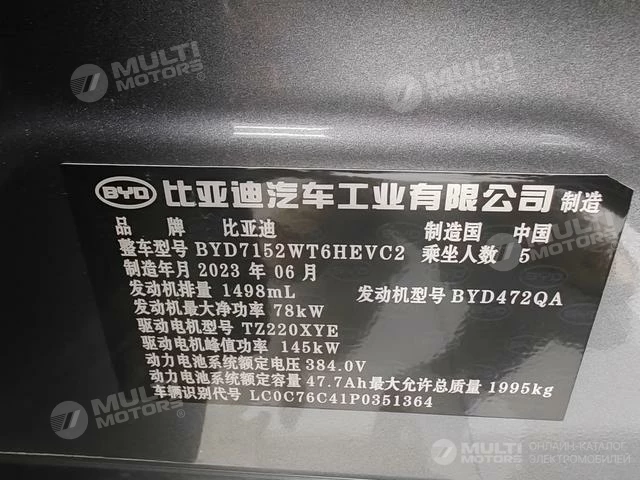 MULTI MOTORS
MULTI MOTORS
MULTI MOTORS
BYD 比亚迪汽车工业有限公司 制造
品 牌 比亚迪 制造国 中国
整车型号 BYD7152WT6HEVC2 乘坐人数 5
制造年月 2023 年 06 月
发动机排量 1498mL 发动机型号 BYD472QA
发动机最大净功率 78kW
驱动电机型号 TZ220XYE
驱动电机峰值功率 145kW
动力电池系统额定电压 384.0V
动力电池系统额定容量 47.7Ah 最大允许总质量 1995kg
车辆识别代号 LC0C76C41P0351364
MULTI MOTORS
MULTI MOTORS
ОНЛАЙН-КАТАЛОГ
ЭЛЕКТРОМОБИЛЕЙ